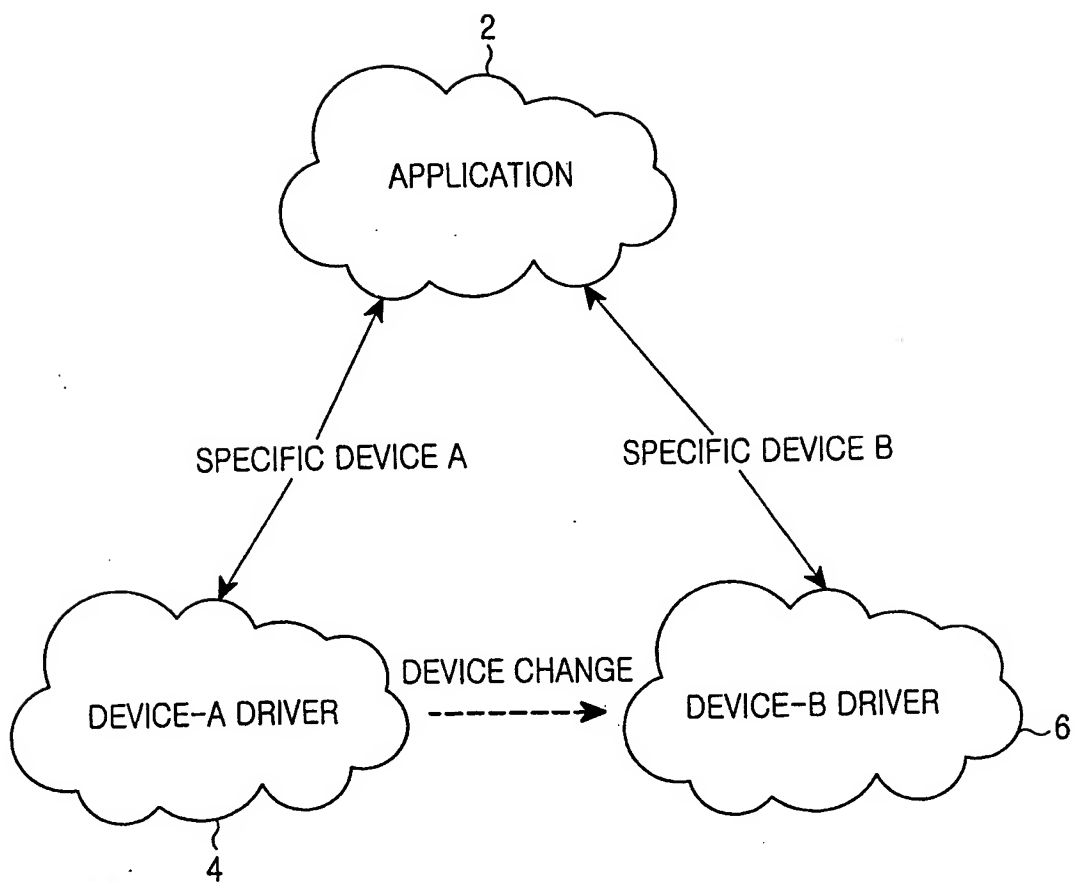 2
APPLICATION
SPECIFIC DEVICE A
SPECIFIC DEVICE B
DEVICE CHANGE
DEVICE-A DRIVER
DEVICE-B DRIVER
6
4